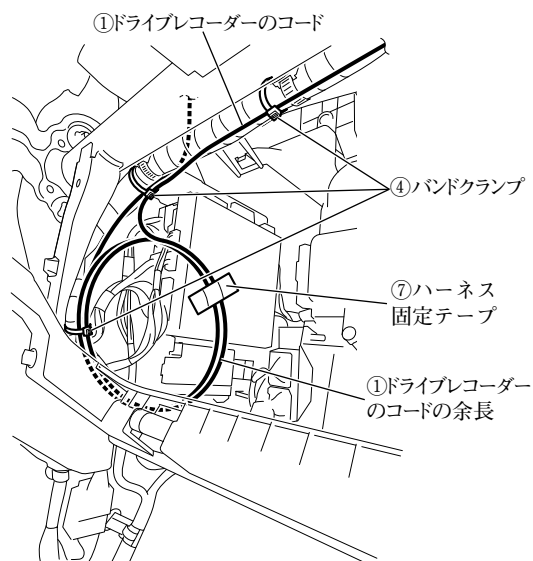 ①ドライブレコーダーのコード
④バンドクランプ
⑦ハーネス
固定テープ
①ドライブレコーダー
のコードの余長